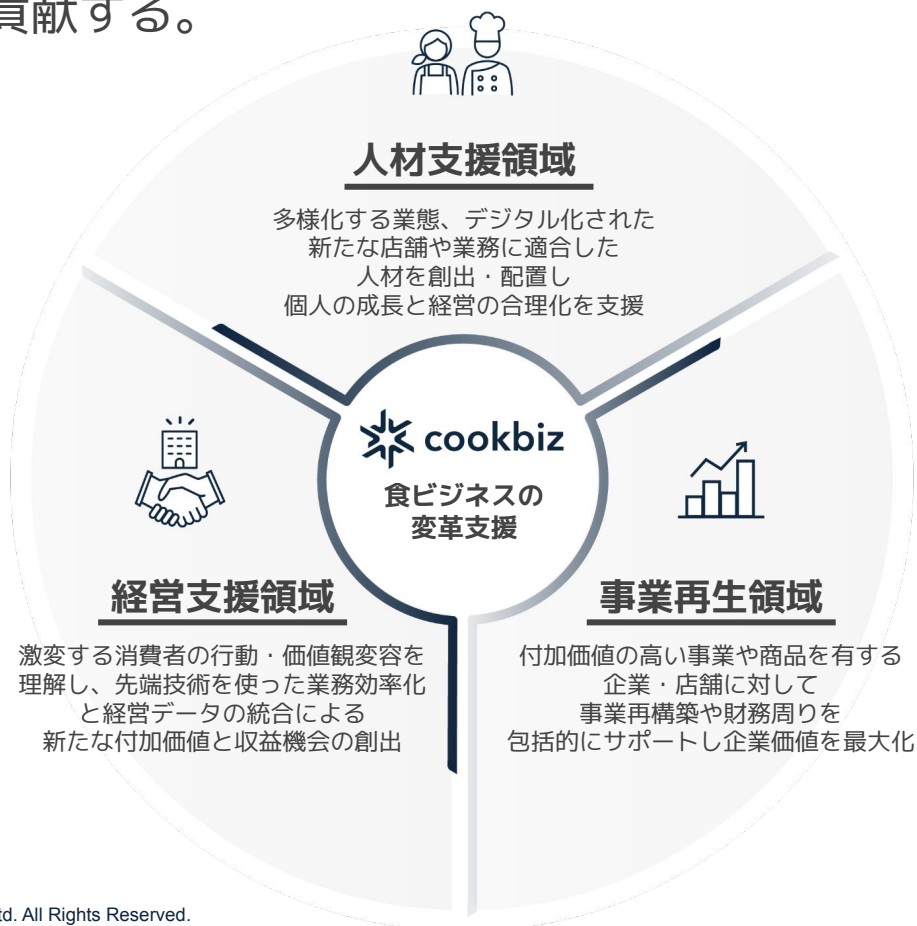 貢献する。
人材支援領域
多様化する業態、デジタル化された
新たな店舗や業務に適合した
人材を創出・配置し
個人の成長と経営の合理化を支援
cookbiz
食ビジネスの
変革支援
経営支援領域
激変する消費者の行動・価値観変容を
理解し、先端技術を使った業務効率化
と経営データの統合による
新たな付加価値と収益機会の創出
事業再生領域
付加価値の高い事業や商品を有する
企業・店舗に対して
事業再構築や財務周りを
包括的にサポートし企業価値を最大化
td. All Rights Reserved.